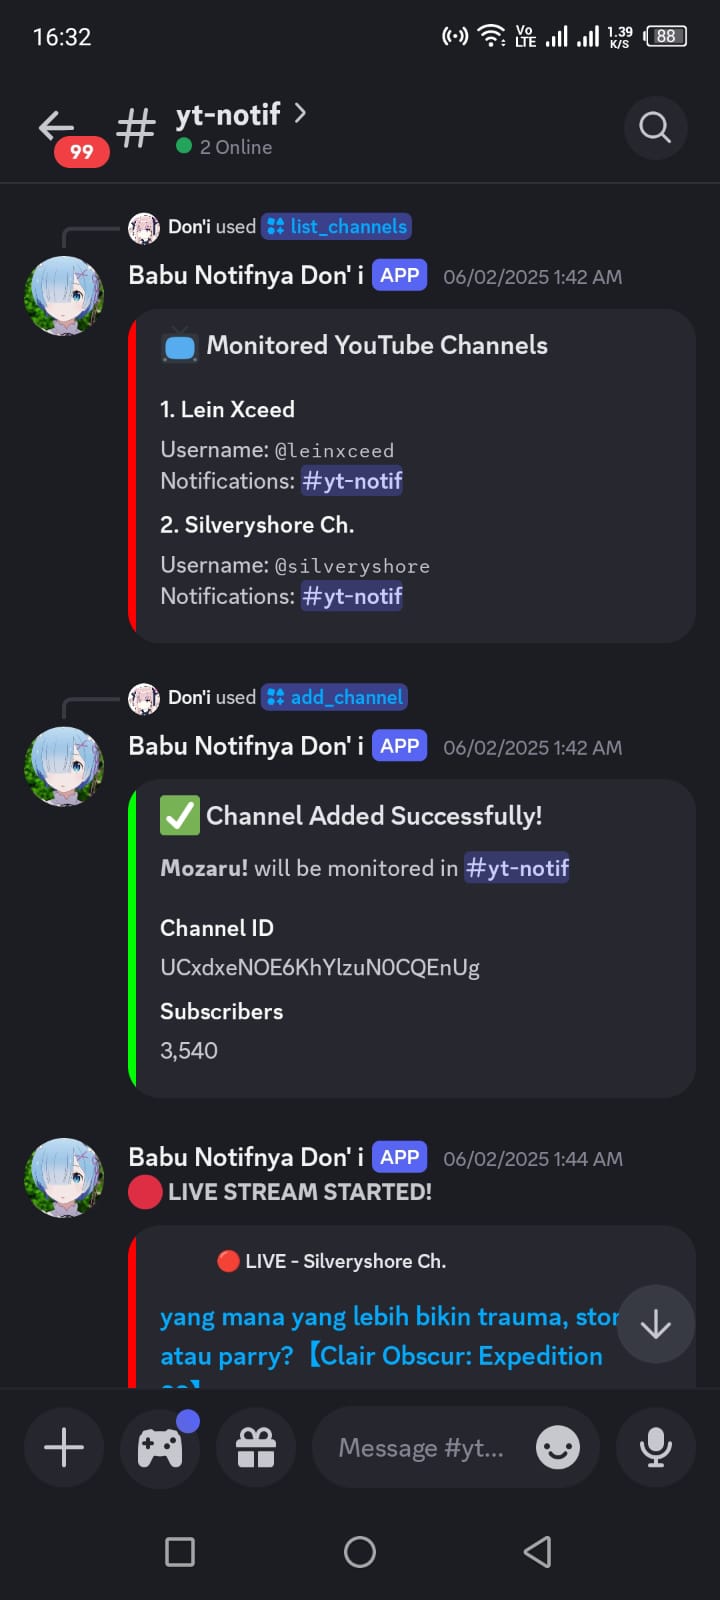 16:32
Vo LTE
1.39 K/S
88
99
yt-notif
2 Online
Don'i used list_channels
Babu Notifnya Don' i APP 06/02/2025 1:42 AM
Monitored YouTube Channels
1. Lein Xceed
Username: @leinxceed
Notifications: #yt-notif
2. Silveryshore Ch.
Username: @silveryshore
Notifications: #yt-notif
Don'i used add_channel
Babu Notifnya Don' i APP 06/02/2025 1:42 AM
Channel Added Successfully!
Mozaru! will be monitored in #yt-notif
Channel ID
UCxdxeNOE6KhYlzuN0CQEnUg
Subscribers
3,540
Babu Notifnya Don' i APP 06/02/2025 1:44 AM
LIVE STREAM STARTED!
LIVE - Silveryshore Ch.
yang mana yang lebih bikin trauma,
atau parry?【Clair Obscur: Expedition
Message #yt...